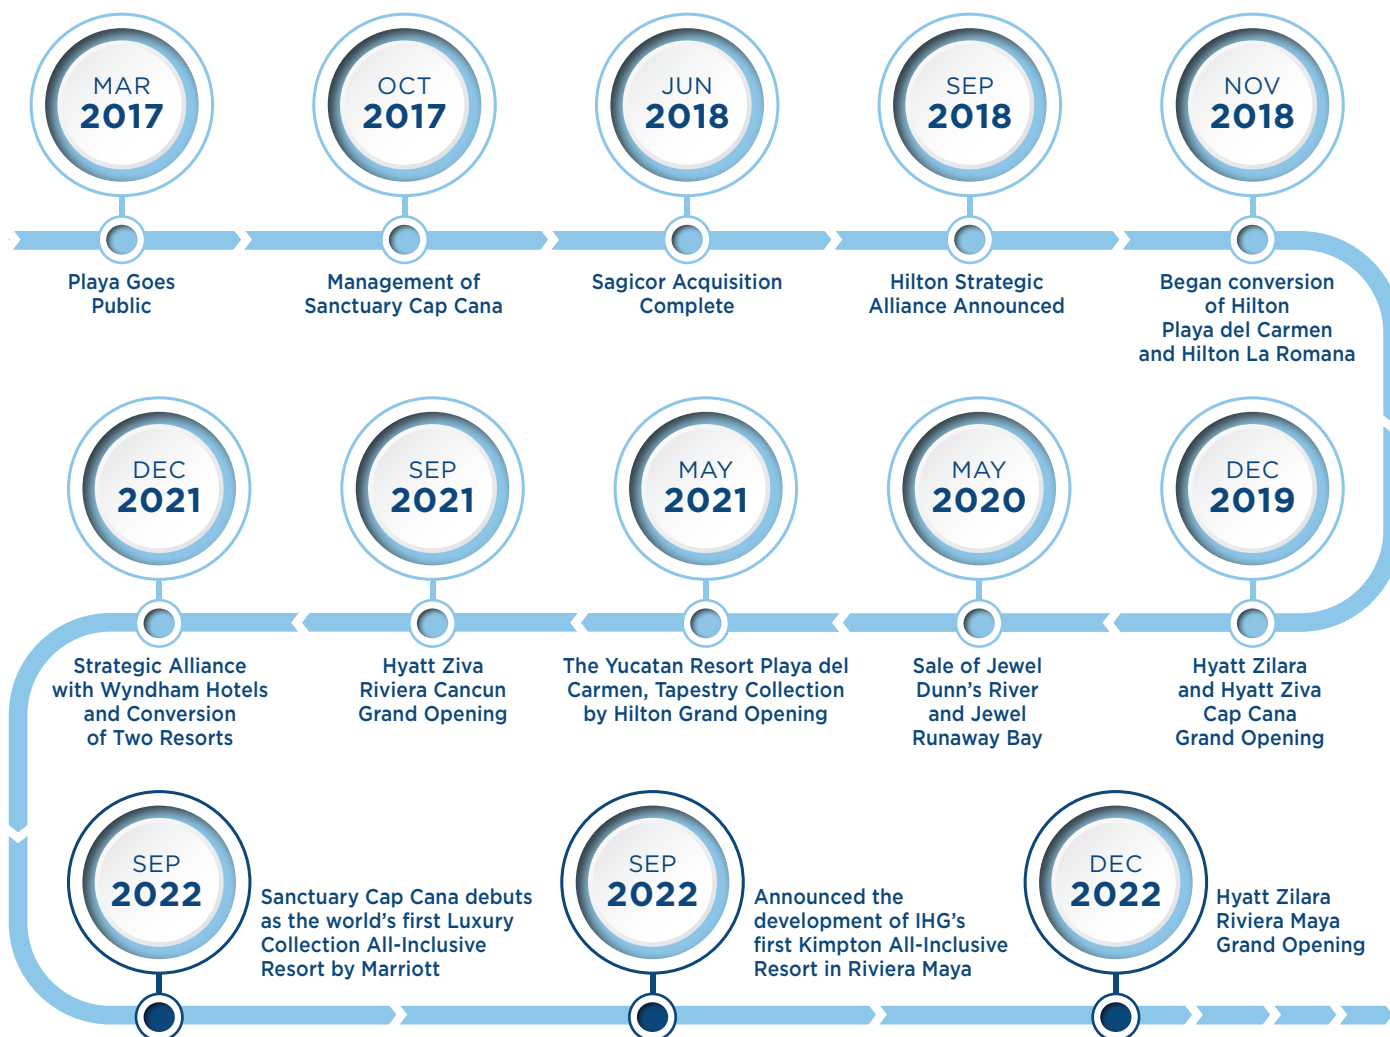 MAR
2017
Playa Goes
Public
OCT
2017
Management of
Sanctuary Cap Cana
JUN
2018
Sagicor Acquisition
Complete
SEP
2018
Hilton Strategic
Alliance Announced
NOV
2018
Began conversion
of Hilton
Playa del Carmen
and Hilton La Romana
DEC
2019
Hyatt Zilara
and Hyatt Ziva
Cap Cana
Grand Opening
MAY
2020
Sale of Jewel
Dunn’s River
and Jewel
Runaway Bay
MAY
2021
The Yucatan Resort Playa del
Carmen, Tapestry Collection
by Hilton Grand Opening
SEP
2021
Hyatt Ziva
Riviera Cancun
Grand Opening
DEC
2021
Strategic Alliance
with Wyndham Hotels
and Conversion
of Two Resorts
SEP
2022
Sanctuary Cap Cana debuts
as the world’s first Luxury
Collection All-Inclusive
Resort by Marriott
SEP
2022
Announced the
development of IHG’s
first Kimpton All-Inclusive
Resort in Riviera Maya
DEC
2022
Hyatt Zilara
Riviera Maya
Grand Opening